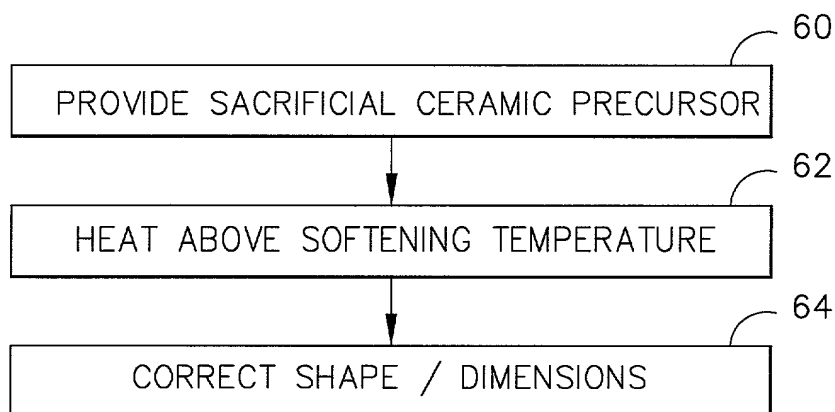 60
PROVIDE SACRIFICIAL CERAMIC PRECURSOR
62
HEAT ABOVE SOFTENING TEMPERATURE
64
CORRECT SHAPE / DIMENSIONS